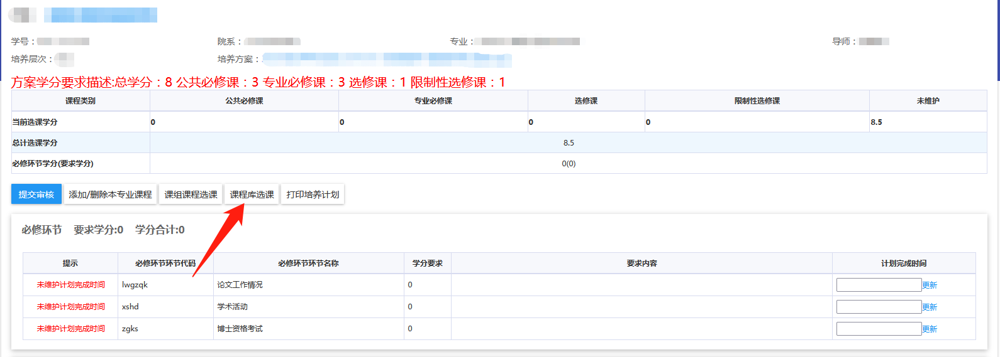 学号：
院系：
专业：
导师：
培养层次：
培养方案：
方案学分要求描述:总学分：8 公共必修课：3 专业必修课：3 选修课：1 限制性选修课：1
课程类别 公共必修课 专业必修课 选修课 限制性选修课 未维护
当前选课学分 0 0 0 0 8.5
总计选课学分 8.5
必修环节学分(要求学分) 0(0)
提交审核 添加/删除本专业课程 课组课程选课 课程库选课 打印培养计划
必修环节 要求学分:0 学分合计:0
提示 必修环节环节代码 必修环节环节名称 学分要求 要求内容 计划完成时间
未维护计划完成时间 lwgzqk 论文工作情况 0 更新
未维护计划完成时间 xshd 学术活动 0 更新
未维护计划完成时间 zgks 博士资格考试 0 更新